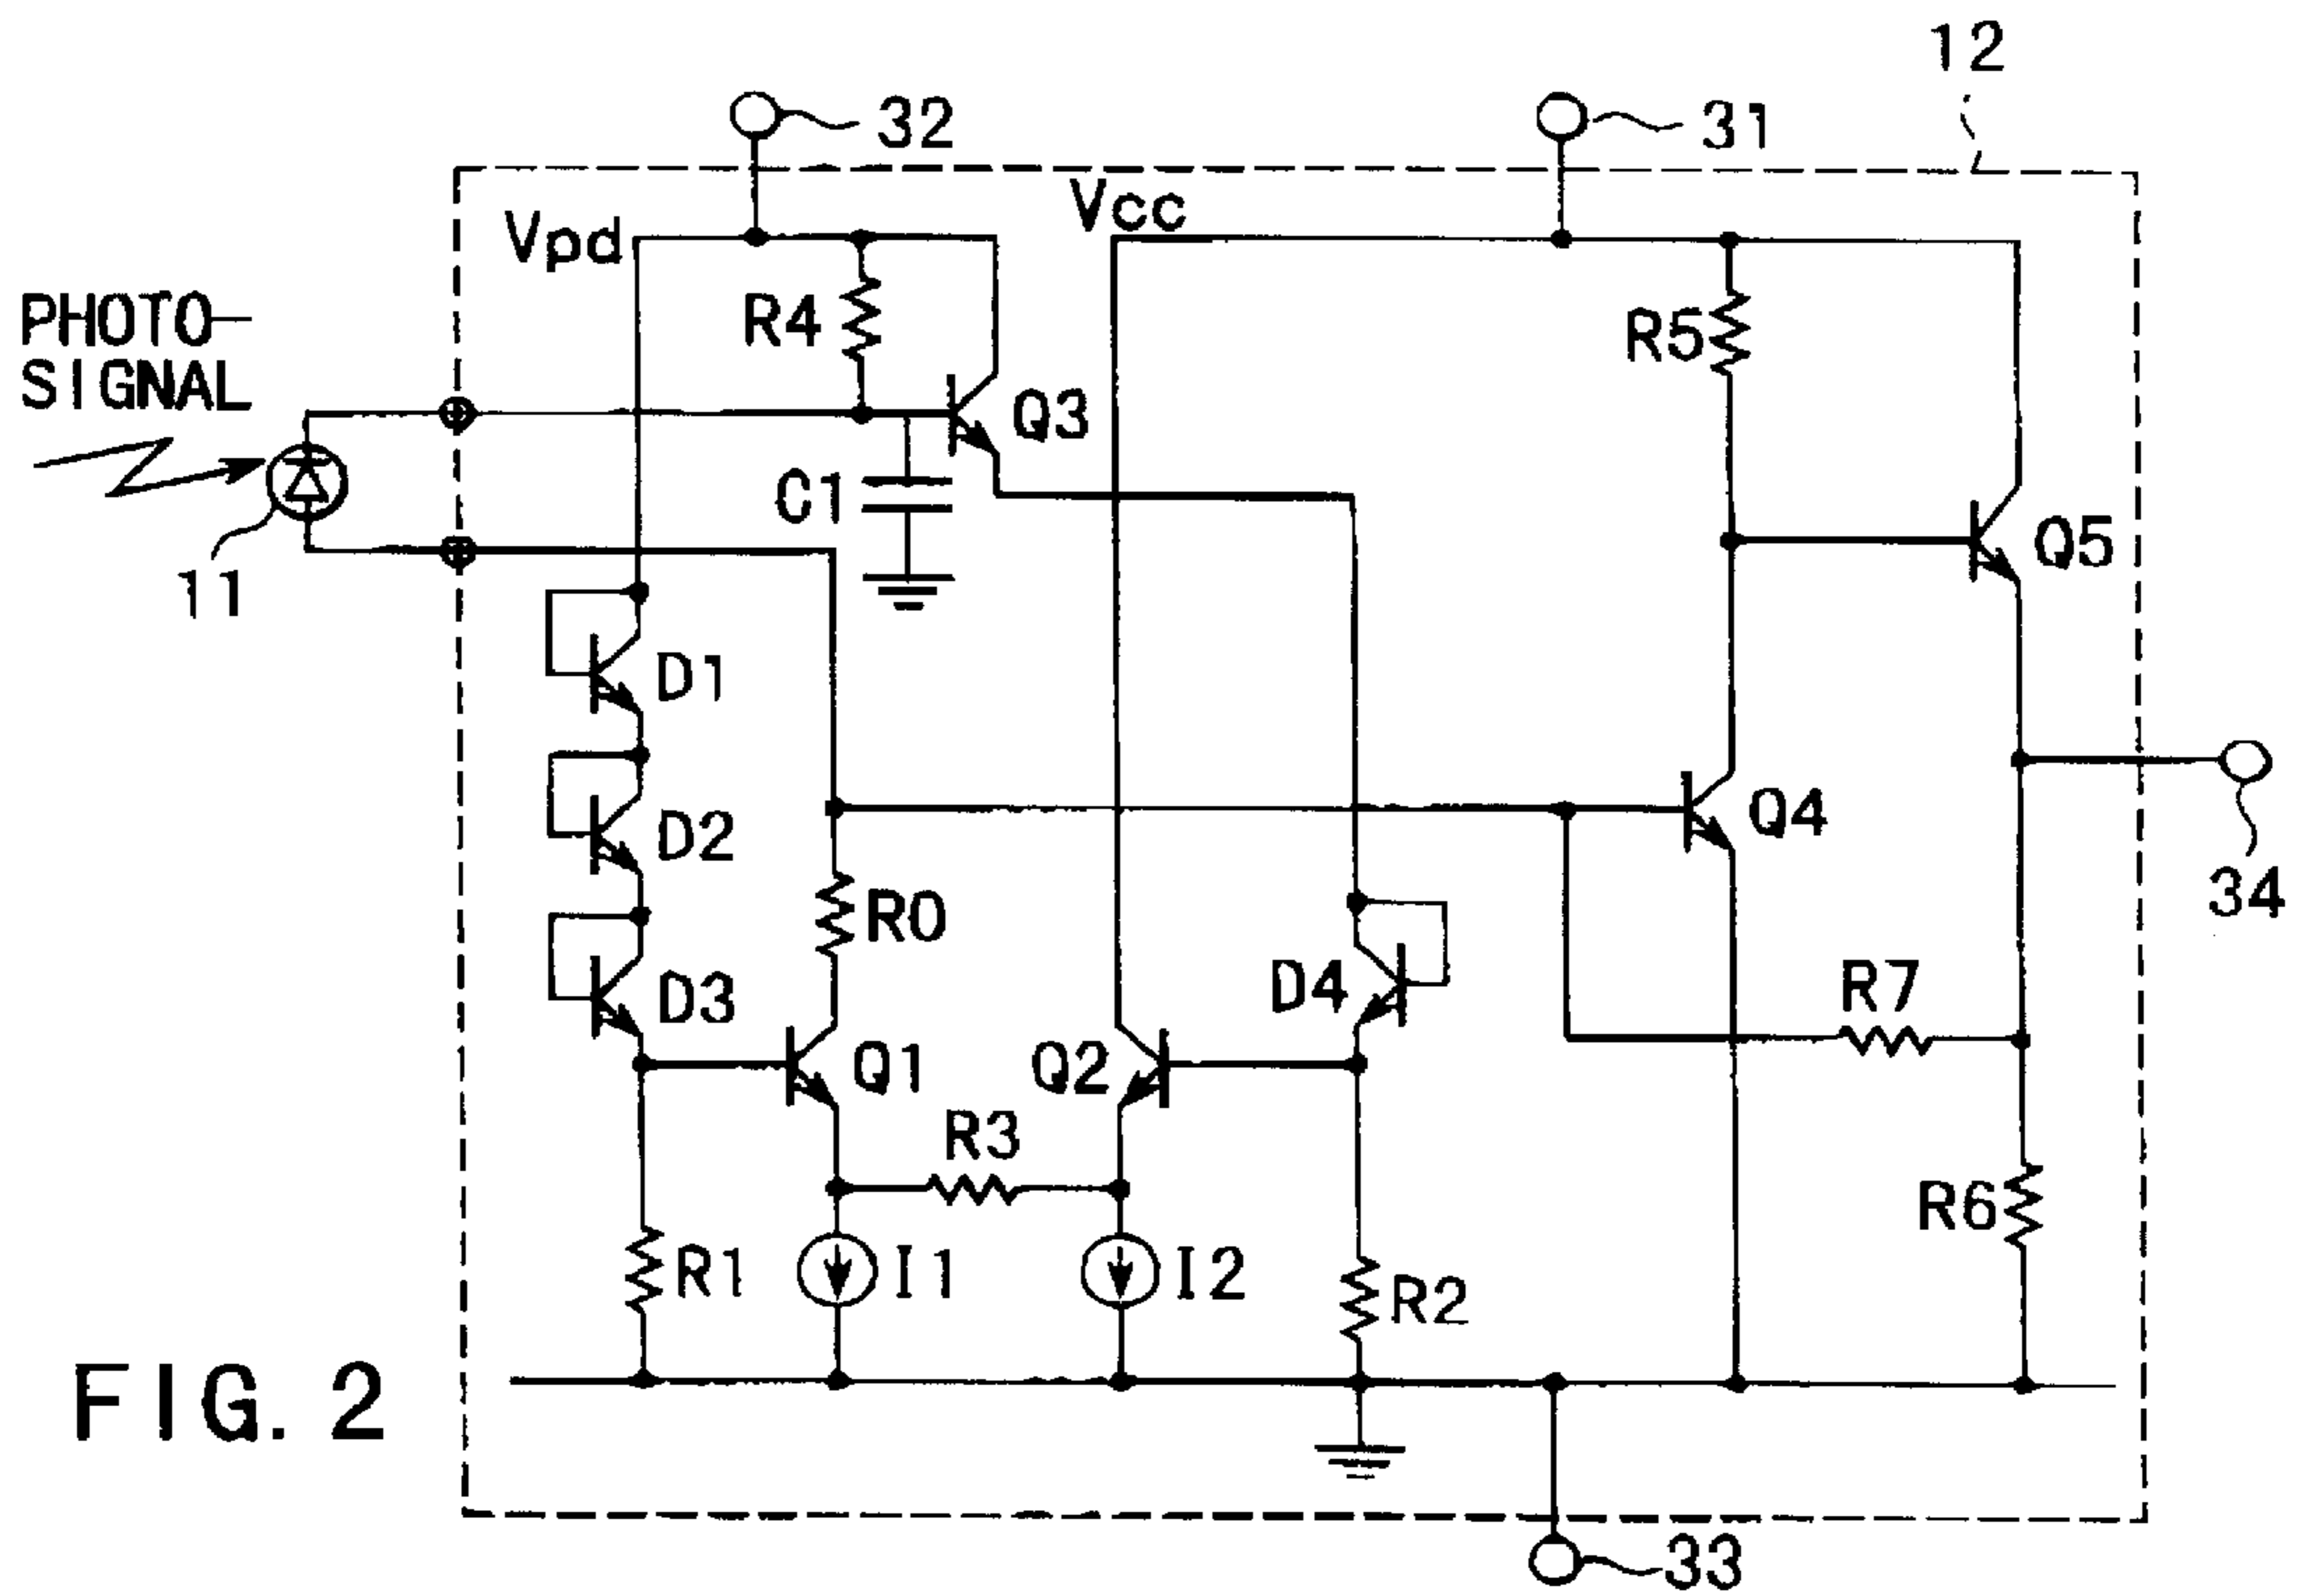 12
32
31
Vpd
Vcc
PHOTO-
SIGNAL
R4
R5
Q3
C1
Q5
11
D1
D2
Q4
34
R0
D3
D4
R7
Q1
Q2
R3
R6
R1
I1
I2
R2
FIG. 2
33